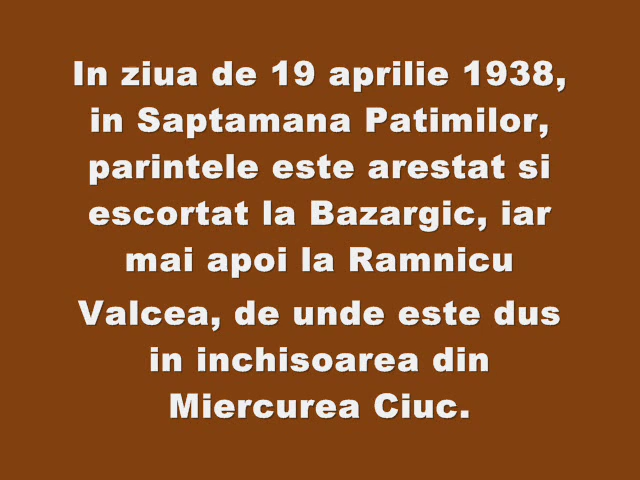 In ziua de 19 aprilie 1938,
in Saptamana Patimilor,
parintele este arestat si
escortat la Bazargic, iar
mai apoi la Ramnicu
Valcea, de unde este dus
in inchisoarea din
Miercurea Ciuc.